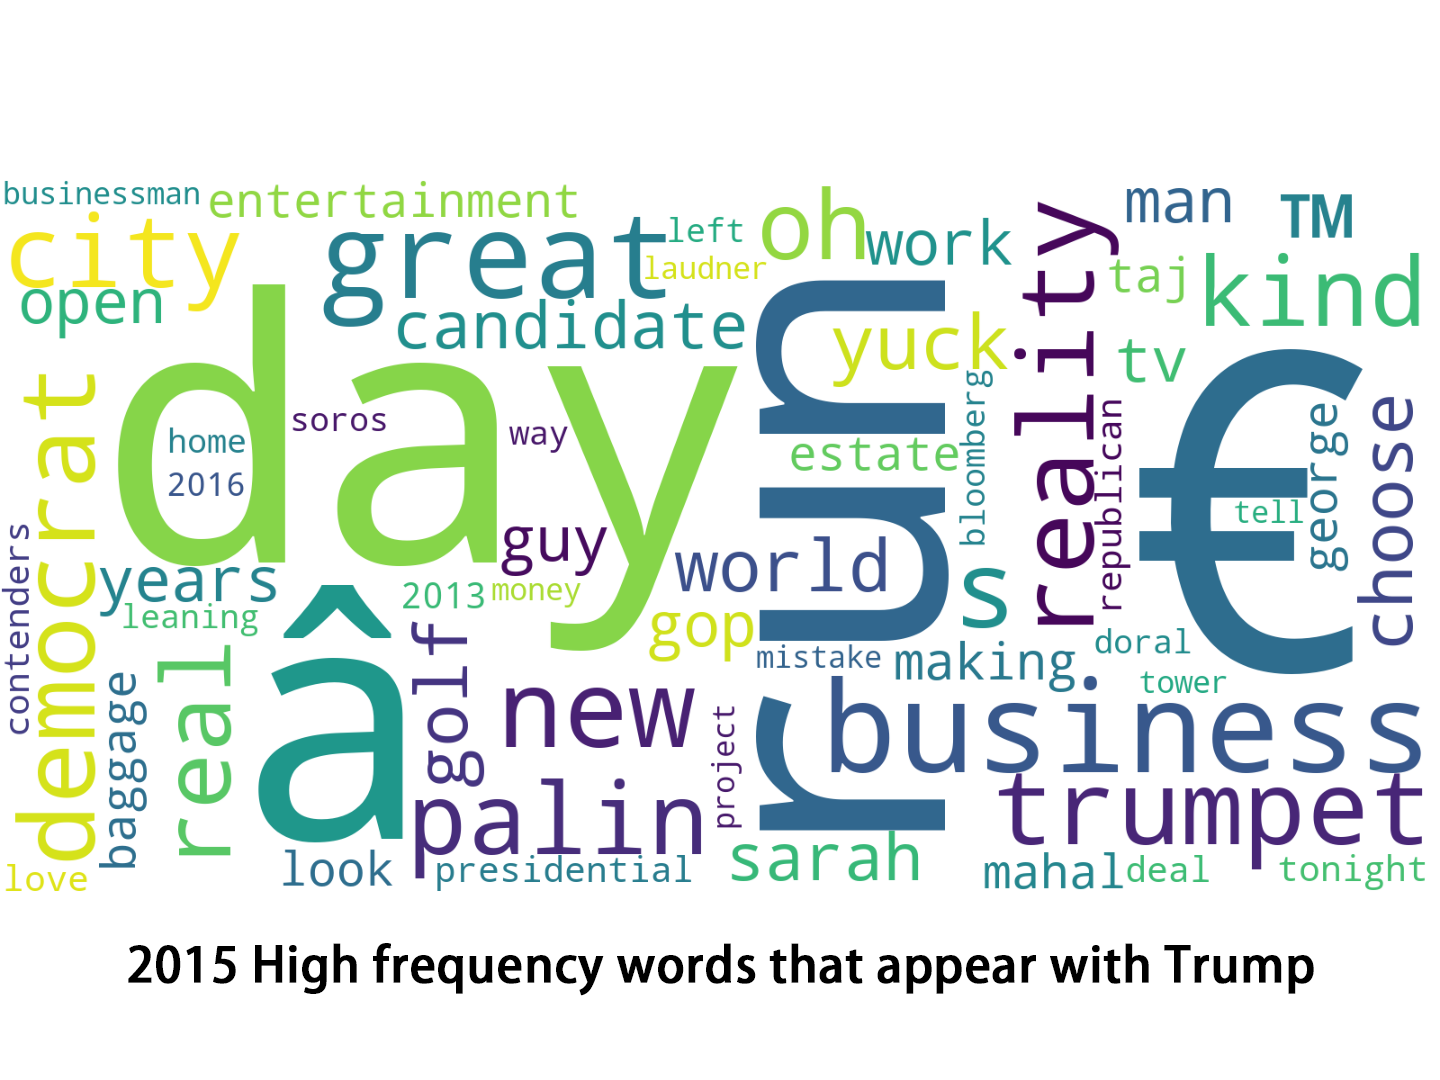 businessman
entertainment
city
great
left
oh
work
man
™
open
laudner
taj
kind
candidate
day
run
yuck
reality
tv
democrat
soros
way
home
2016
estate
bloomberg
republican
€
tell
george
choose
contenders
guy
world
s
years
2013
money
leaning
gop
â
golf
mistake
making
doral
tower
baggage
real
new
project
business
palin
trumpet
love
look
presidential
sarah
mahal
deal
tonight
2015 High frequency words that appear with Trump